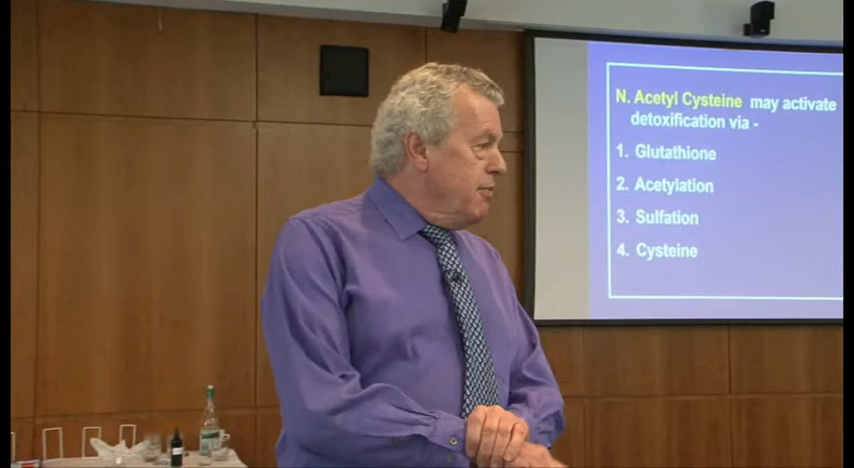 N. Acetyl Cysteine may activate
detoxification via -
1. Glutathione
2. Acetylation
3. Sulfation
4. Cysteine